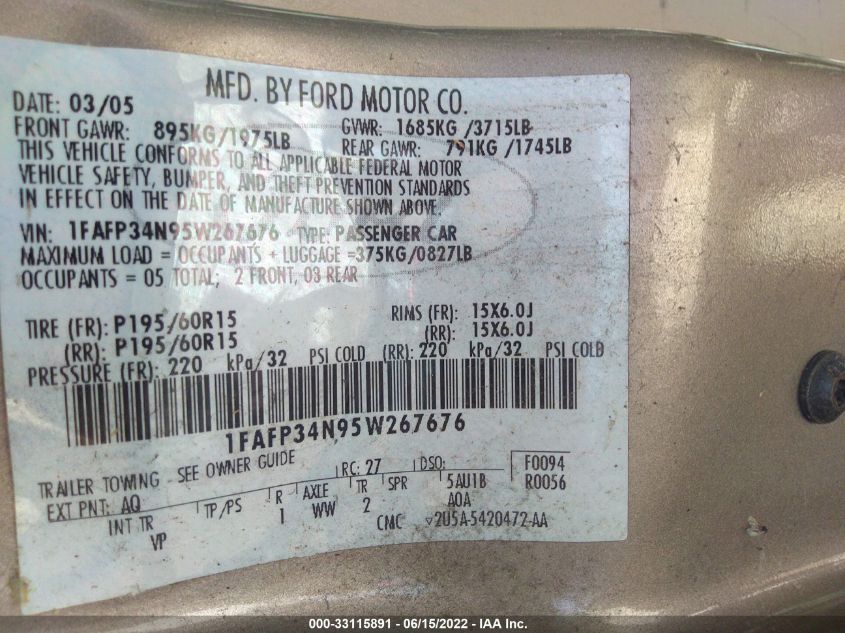 MFD. BY FORD MOTOR CO.
DATE: 03/05
FRONT GAWR: 895KG/1975LB GVWR: 1685KG /3715LB
REAR GAWR: 791KG /1745LB
THIS VEHICLE CONFORMS TO ALL APPLICABLE FEDERAL MOTOR
VEHICLE SAFETY, BUMPER, AND THEFT PREVENTION STANDARDS
IN EFFECT ON THE DATE OF MANUFACTURE SHOWN ABOVE.
VIN: 1FAFP34N95W267676 TYPE: PASSENGER CAR
MAXIMUM LOAD = OCCUPANTS + LUGGAGE =375KG/0827LB
OCCUPANTS = 05 TOTAL; 2 FRONT, 03 REAR
TIRE (FR): P195/60R15 RIMS (FR): 15X6.0J
(RR): P195/60R15 (RR): 15X6.0J
PRESSURE (FR): 220 kPa/32 PSI COLD (RR): 220 kPa/32 PSI COLD
1FAFP34N95W267676
TRAILER TOWING - SEE OWNER GUIDE RC: 27 DSO: F0094
EXT PNT: AQ R AXLE TR SPR 5AU1B R0056
INT TR TP/PS 1 WW 2 AOA
VP CMC ▽2U5A-5420472-AA
000-33115891 - 06/15/2022 - IAA Inc.